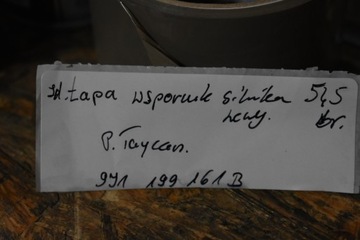 łapa wspornik silnika 545
Lewy. br.
P. Taycan.
9J1 199 161 B